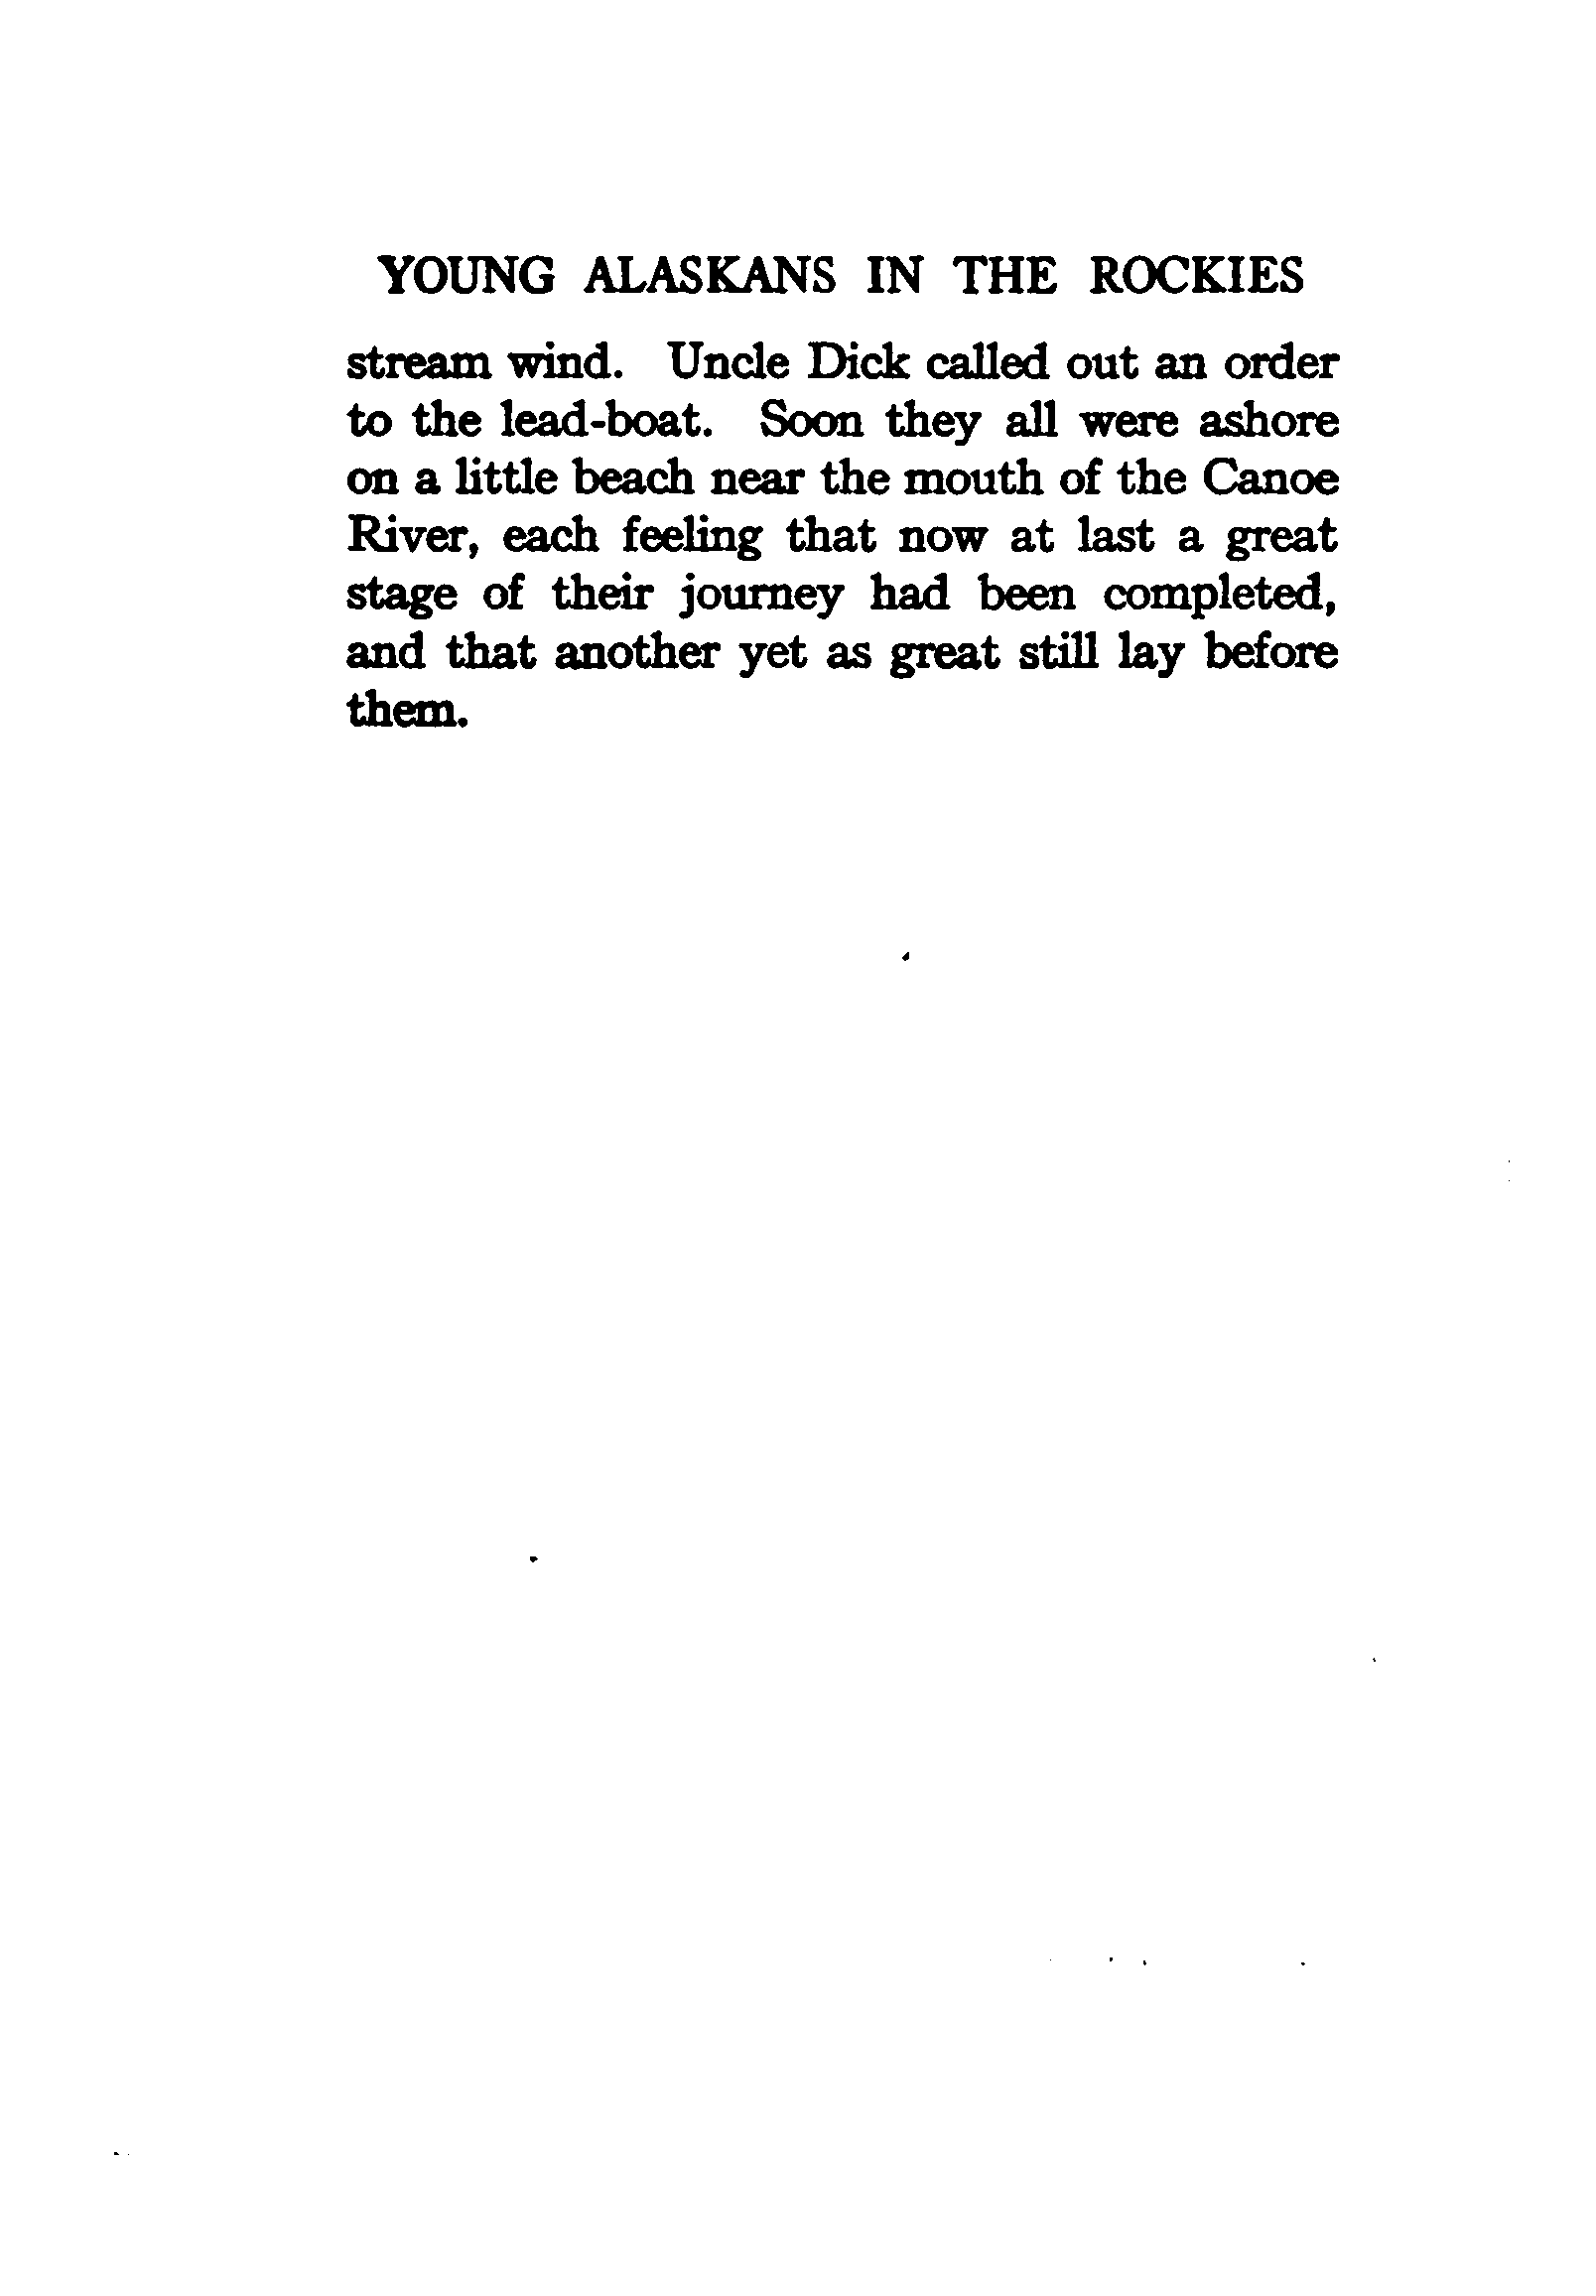 YOUNG ALASKANS IN THE ROCKIES
stream wind. Uncle Dick called out an order
to the lead-boat. Soon they all were ashore
on a little beach near the mouth of the Canoe
River, each feeling that now at last a great
stage of their journey had been completed,
and that another yet as great still lay before
them.